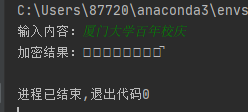 C:\Users\87720\anaconda3\envs
输入内容：厦门大学百年校庆
加密结果：
进程已结束,退出代码0